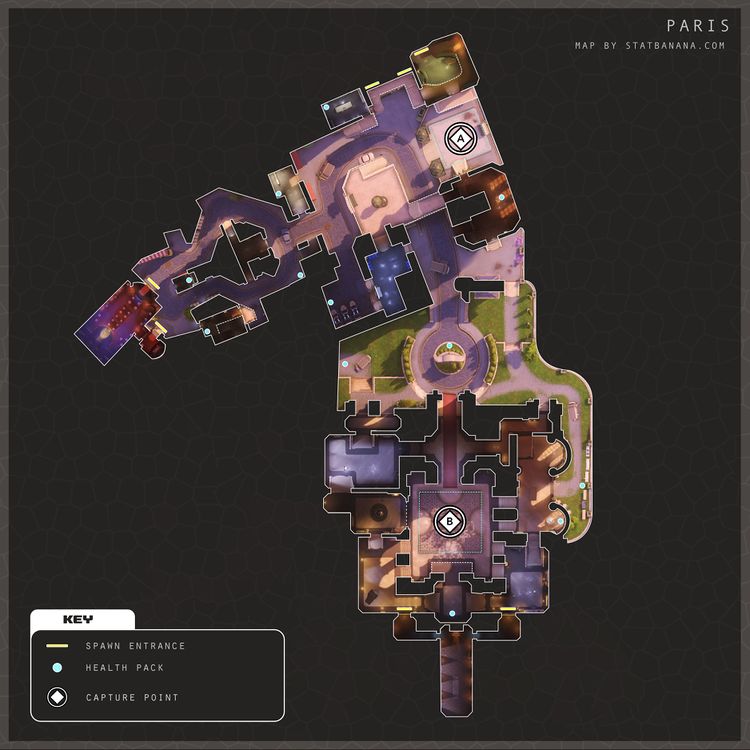 PARIS
MAP BY STATBANANA.COM
A
B
KEY
SPAWN ENTRANCE
HEALTH PACK
CAPTURE POINT